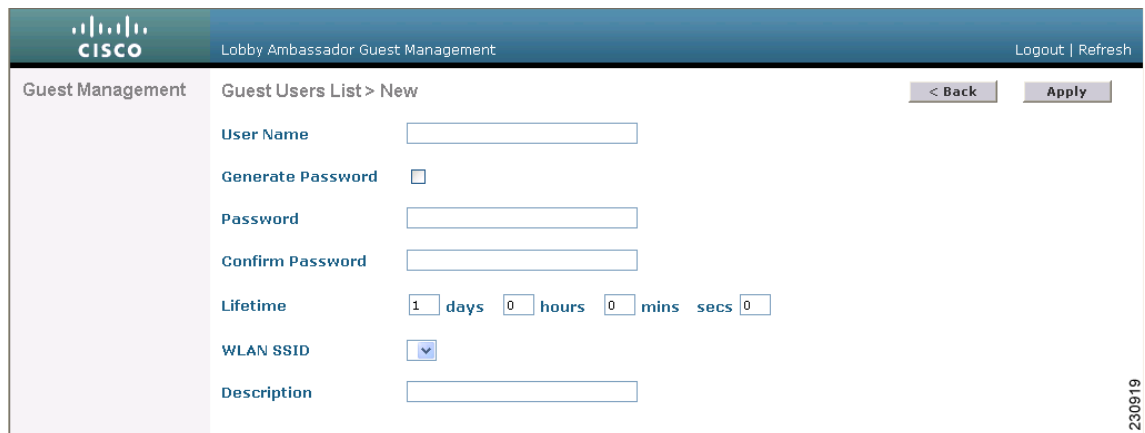 CISCO
Lobby Ambassador Guest Management
Logout | Refresh
Guest Management
Guest Users List > New
< Back
Apply
User Name
Generate Password
Password
Confirm Password
Lifetime 1 days 0 hours 0 mins secs 0
WLAN SSID
Description
230919